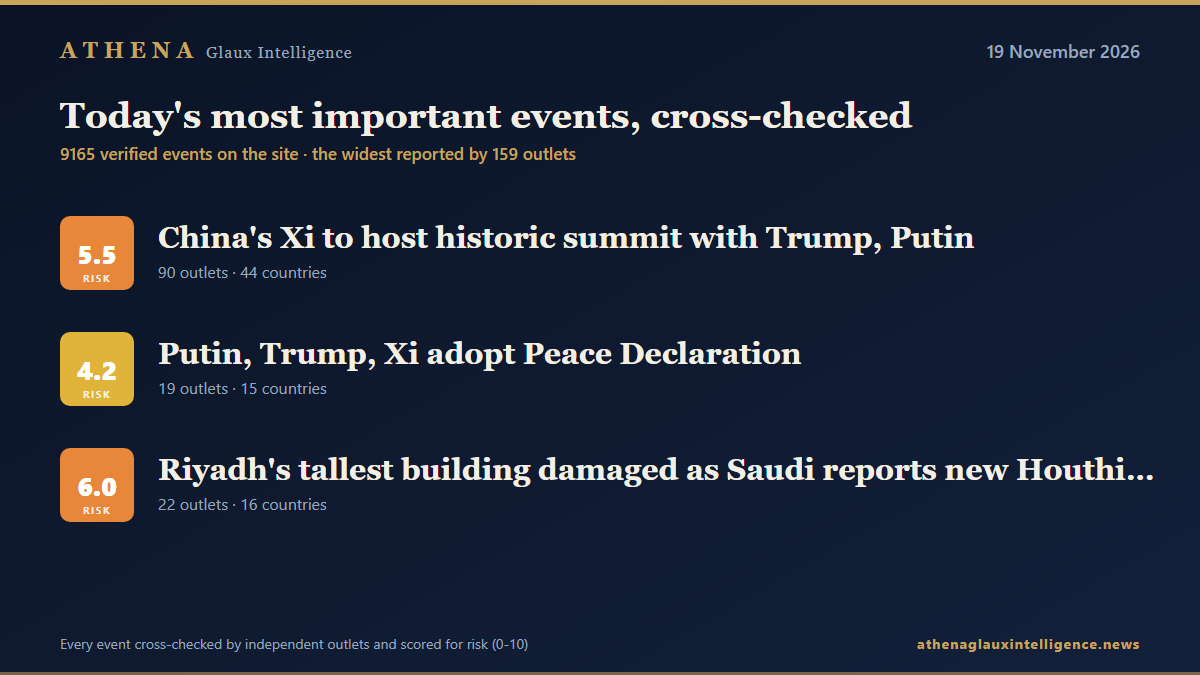 ATHENA Glaux Intelligence
19 November 2026
Today's most important events, cross-checked
9165 verified events on the site · the widest reported by 159 outlets
5.5
RISK
China's Xi to host historic summit with Trump, Putin
90 outlets · 44 countries
4.2
RISK
Putin, Trump, Xi adopt Peace Declaration
19 outlets · 15 countries
6.0
RISK
Riyadh's tallest building damaged as Saudi reports new Houthi...
22 outlets · 16 countries
Every event cross-checked by independent outlets and scored for risk (0-10)
athenaglauxintelligence.news